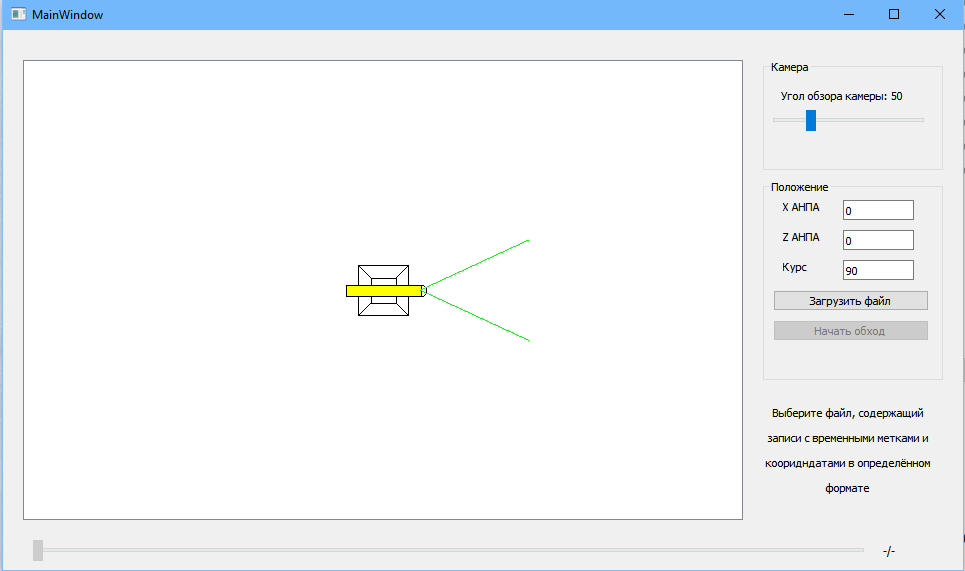 MainWindow
Камера
Угол обзора камеры: 50
Положение
X АНПА
0
Z АНПА
0
Курс
90
Загрузить файл
Начать обход
Выберите файл, содержащий
записи с временными метками и
кооридндатами в определённом
формате
-/-